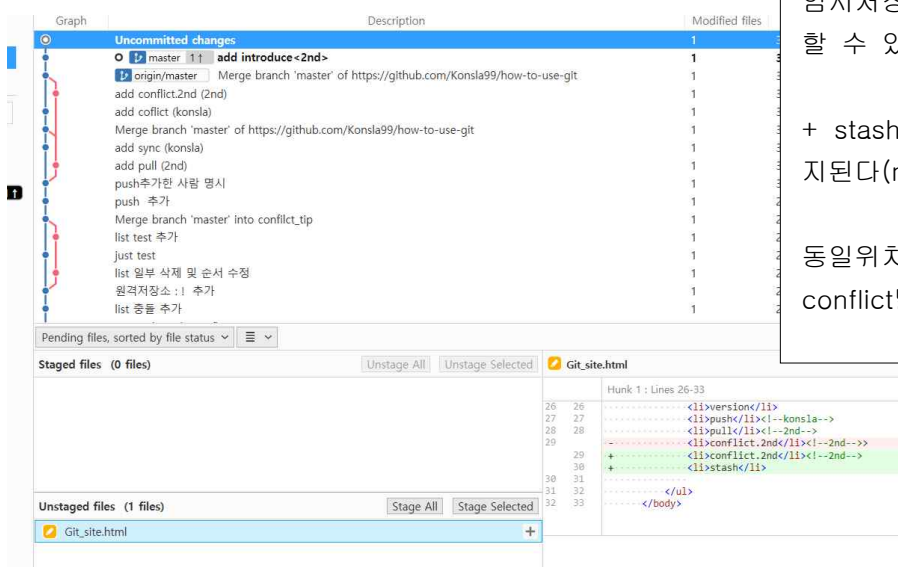 Graph Description Modified files
Uncommitted changes 1
master 1↑ add introduce<2nd> 1
origin/master Merge branch 'master' of https://github.com/Konsla99/how-to-use-git 1
add conflict.2nd (2nd) 1
add coflict (konsla) 1
Merge branch 'master' of https://github.com/Konsla99/how-to-use-git 1
add sync (konsla) 1
add pull (2nd) 1
push추가한 사람 명시 1
push 추가 1
Merge branch 'master' into confilct_tip 1
list test 추가 1
just test 1
list 일부 삭제 및 순서 수정 1
원격저장소 : ! 추가 1
list 중들 추가 1
할 수 있
+ stash
지된다(
동일위치
conflict
Pending files, sorted by file status
Staged files (0 files) Unstage All Unstage Selected
Git_site.html
Hunk 1 : Lines 26-33
26 26 <li>version</li>
27 27 <li>push</li><!--konsla-->
28 28 <li>pull</li><!--2nd-->
29 - <li>conflict.2nd</li><!--2nd-->>
29 + <li>conflict.2nd</li><!--2nd-->
30 + <li>stash</li>
30 31
31 32 </ul>
32 33 </body>
Unstaged files (1 files) Stage All Stage Selected
Git_site.html +